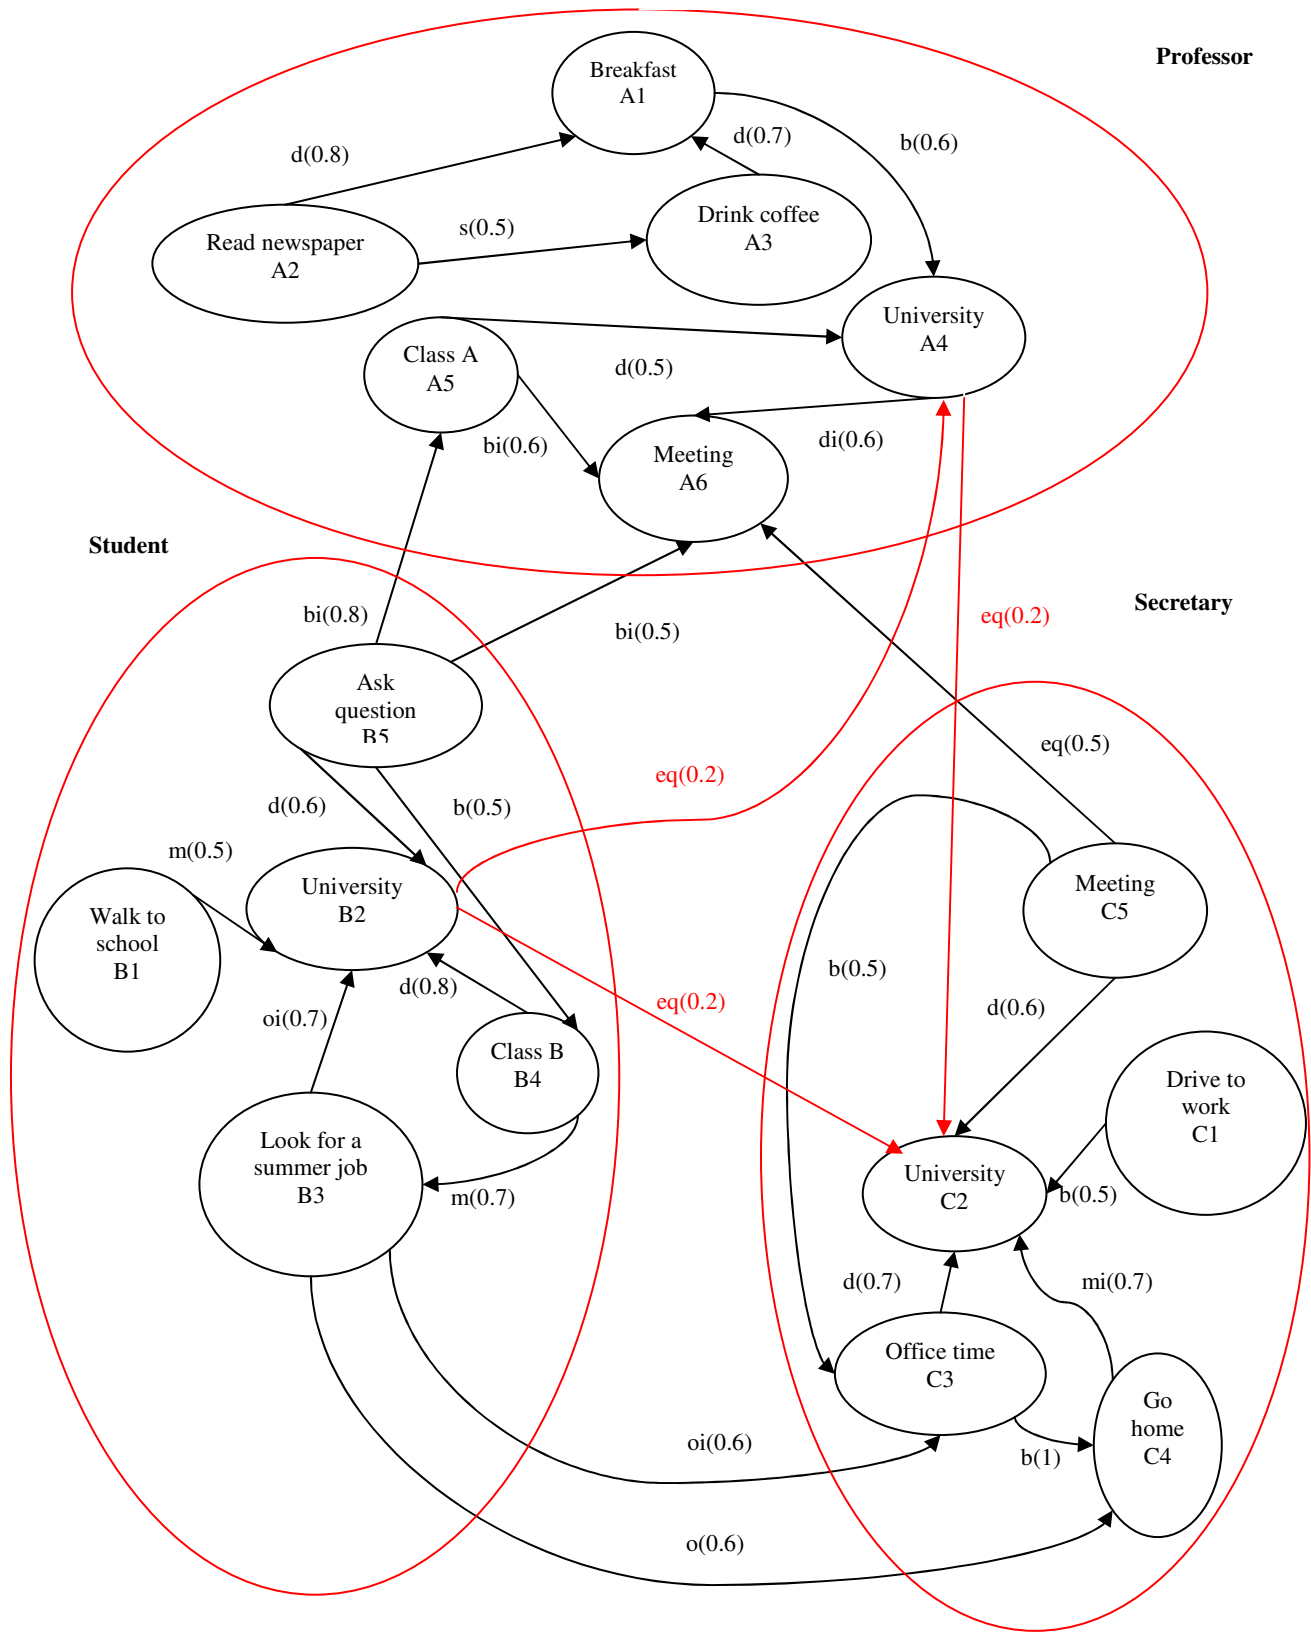 Professor
Breakfast
A1
d(0.8)
d(0.7)
b(0.6)
Read newspaper
A2
s(0.5)
Drink coffee
A3
University
A4
Class A
A5
d(0.5)
bi(0.6)
Meeting
A6
di(0.6)
Student
Secretary
bi(0.8)
bi(0.5)
eq(0.2)
Ask
question
B5
eq(0.5)
eq(0.2)
d(0.6)
b(0.5)
m(0.5)
University
B2
Walk to
school
B1
Meeting
C5
b(0.5)
d(0.8)
eq(0.2)
d(0.6)
oi(0.7)
Class B
B4
Drive to
work
C1
Look for a
summer job
B3
m(0.7)
University
C2
b(0.5)
d(0.7)
mi(0.7)
Office time
C3
Go
home
C4
oi(0.6)
b(1)
o(0.6)